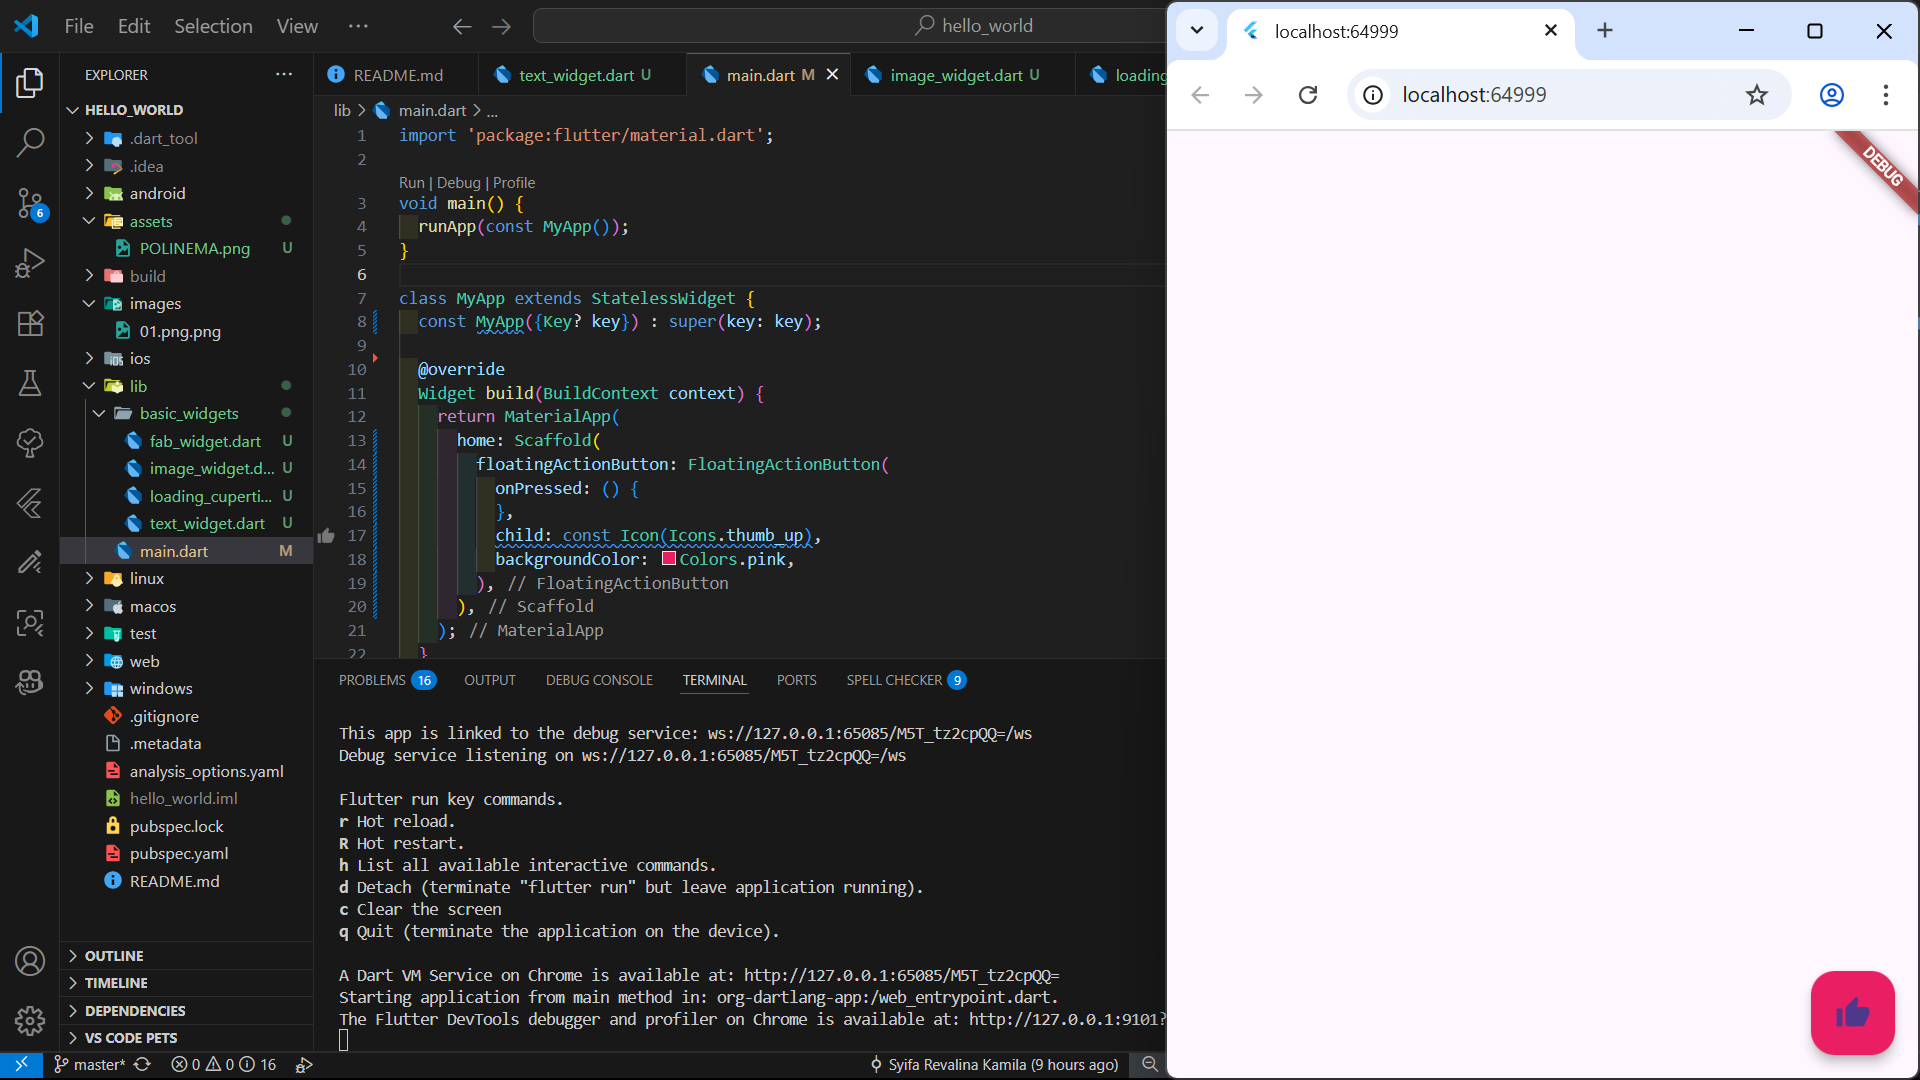 File Edit Selection View ...
hello_world
EXPLORER
HELLO_WORLD
.dart_tool
.idea
android
assets
POLINEMA.png U
build
images
01.png.png
ios
lib
basic_widgets
fab_widget.dart U
image_widget.d... U
loading_cuperti... U
text_widget.dart U
main.dart M
linux
macos
test
web
windows
.gitignore
.metadata
analysis_options.yaml
hello_world.iml
pubspec.lock
pubspec.yaml
README.md
OUTLINE
TIMELINE
DEPENDENCIES
VS CODE PETS
6
README.md text_widget.dart U main.dart M image_widget.dart U loading
lib > main.dart > ...
1 import 'package:flutter/material.dart';
2
Run | Debug | Profile
3 void main() {
4 runApp(const MyApp());
5 }
6
7 class MyApp extends StatelessWidget {
8 const MyApp({Key? key}) : super(key: key);
9
10 @override
11 Widget build(BuildContext context) {
12 return MaterialApp(
13 home: Scaffold(
14 floatingActionButton: FloatingActionButton(
15 onPressed: () {
16 },
17 child: const Icon(Icons.thumb_up),
18 backgroundColor: Colors.pink,
19 ), // FloatingActionButton
20 ), // Scaffold
21 ); // MaterialApp
22 }
PROBLEMS 16 OUTPUT DEBUG CONSOLE TERMINAL PORTS SPELL CHECKER 9
This app is linked to the debug service: ws://127.0.0.1:65085/M5T_tz2cpQQ=/ws
Debug service listening on ws://127.0.0.1:65085/M5T_tz2cpQQ=/ws
Flutter run key commands.
r Hot reload.
R Hot restart.
h List all available interactive commands.
d Detach (terminate "flutter run" but leave application running).
c Clear the screen
q Quit (terminate the application on the device).
A Dart VM Service on Chrome is available at: http://127.0.0.1:65085/M5T_tz2cpQQ=
Starting application from main method in: org-dartlang-app:/web_entrypoint.dart.
The Flutter DevTools debugger and profiler on Chrome is available at: http://127.0.0.1:9101?
master* 0 0 16
Syifa Revalina Kamila (9 hours ago)
localhost:64999
localhost:64999
DEBUG